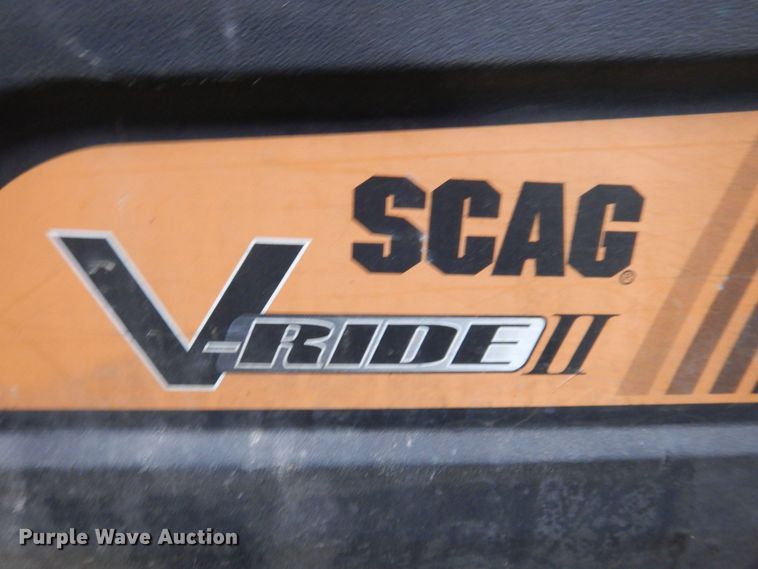 SCAG®
V-RIDE II
Purple Wave Auction